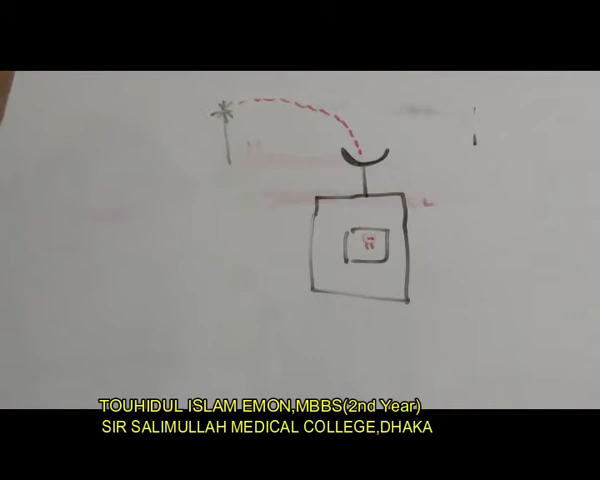 TOUHIDUL ISLAM EMON,MBBS(2nd Year)
SIR SALIMULLAH MEDICAL COLLEGE,DHAKA